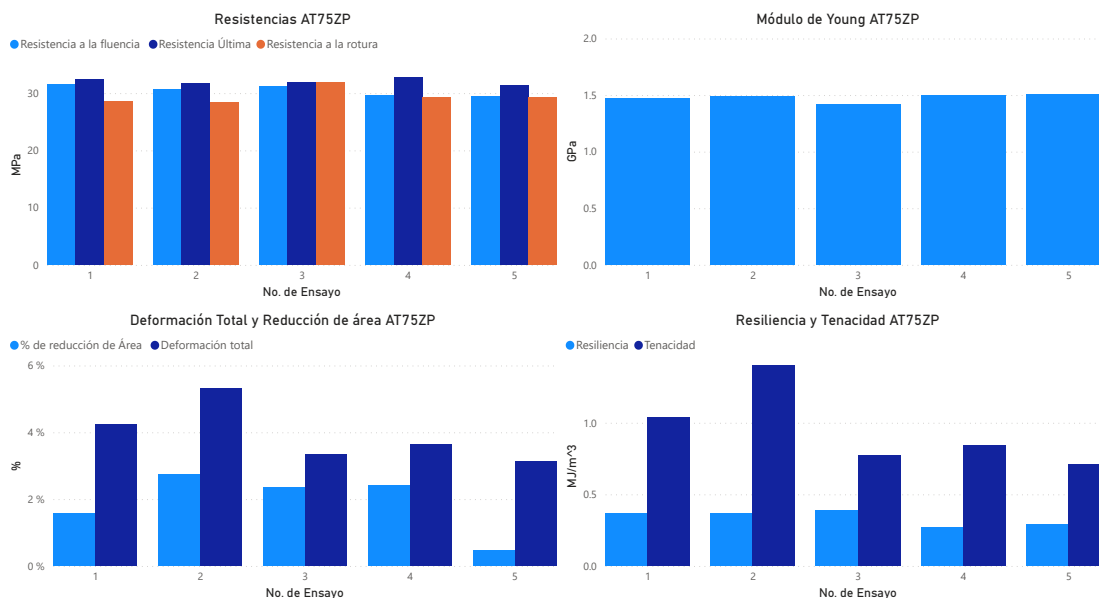 Resistencias AT75ZP
Resistencia a la fluencia Resistencia Última Resistencia a la rotura
30
20
10
0
MPa
1 2 3 4 5
No. de Ensayo
Módulo de Young AT75ZP
2.0
1.5
1.0
0.5
0.0
GPa
1 2 3 4 5
No. de Ensayo
Deformación Total y Reducción de área AT75ZP
% de reducción de Área Deformación total
6 %
4 %
2 %
0 %
%
1 2 3 4 5
No. de Ensayo
Resiliencia y Tenacidad AT75ZP
Resiliencia Tenacidad
1.0
0.5
0.0
MJ/m^3
1 2 3 4 5
No. de Ensayo